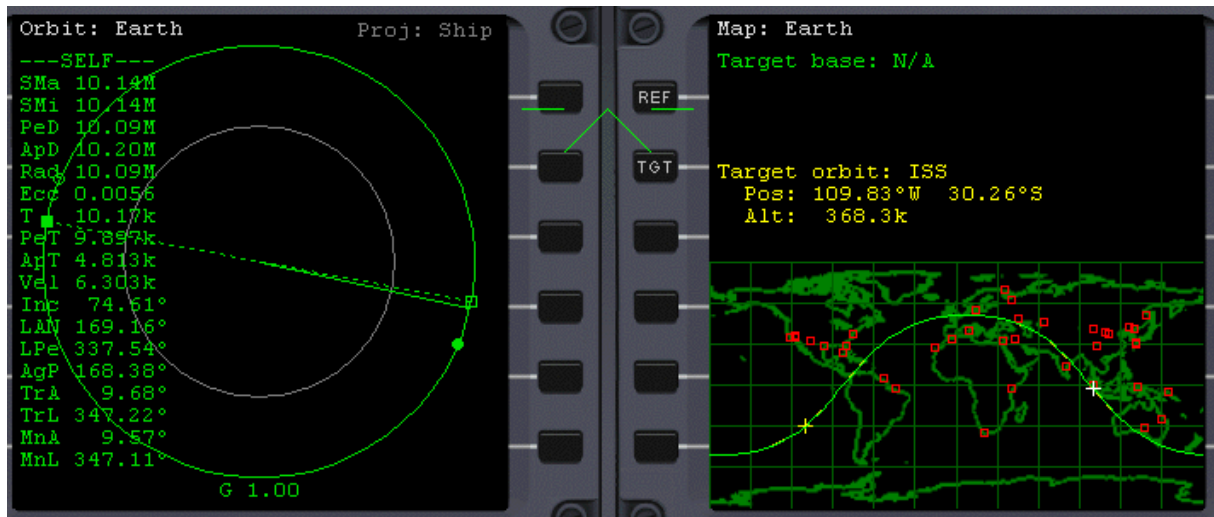 Orbit: Earth
Proj: Ship
---SELF---
SMa 10.14M
SMi 10.14M
PeD 10.09M
ApD 10.20M
Rad 10.09M
Ecc 0.0056
T 10.17k
PeT 9.897k
ApT 4.813k
Vel 6.303k
Inc 74.61°
LAN 169.16°
LPe 337.54°
AgP 168.38°
TrA 9.68°
TrL 347.22°
MnA 9.57°
MnL 347.11°
G 1.00
REF
TGT
Map: Earth
Target base: N/A
Target orbit: ISS
Pos: 109.83°W 30.26°S
Alt: 368.3k